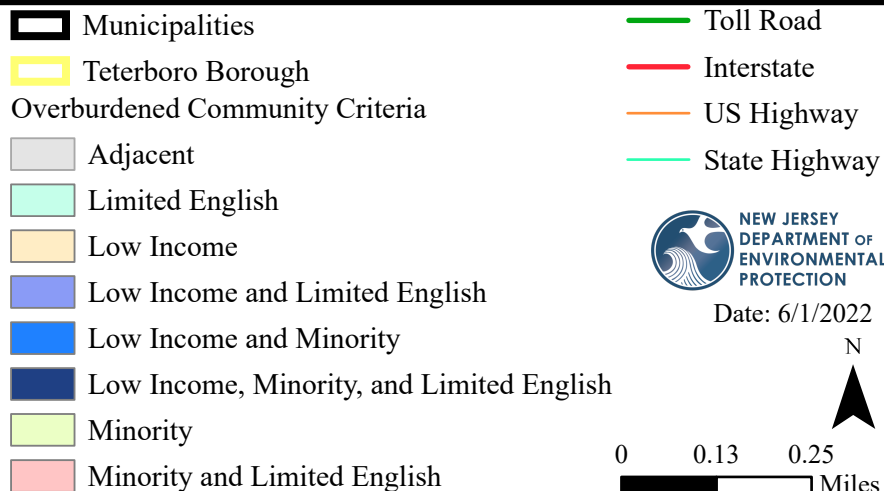 Municipalities
Teterboro Borough
Overburdened Community Criteria
Adjacent
Limited English
Low Income
Low Income and Limited English
Low Income and Minority
Low Income, Minority, and Limited English
Minority
Minority and Limited English
Toll Road
Interstate
US Highway
State Highway
NEW JERSEY
DEPARTMENT OF
ENVIRONMENTAL
PROTECTION
Date: 6/1/2022
N
0 0.13 0.25
Miles